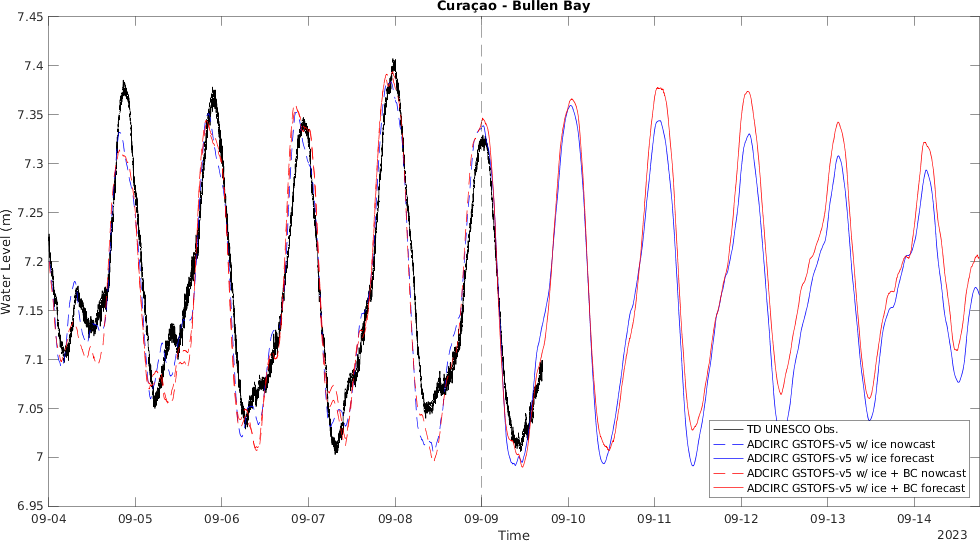 Curaçao - Bullen Bay
7.45
7.4
7.35
7.3
7.25
7.2
7.15
7.1
7.05
7
6.95
Water Level (m)
09-04 09-05 09-06 09-07 09-08 09-09 09-10 09-11 09-12 09-13 09-14
Time
2023
TD UNESCO Obs.
ADCIRC GSTOFS-v5 w/ ice nowcast
ADCIRC GSTOFS-v5 w/ ice forecast
ADCIRC GSTOFS-v5 w/ ice + BC nowcast
ADCIRC GSTOFS-v5 w/ ice + BC forecast